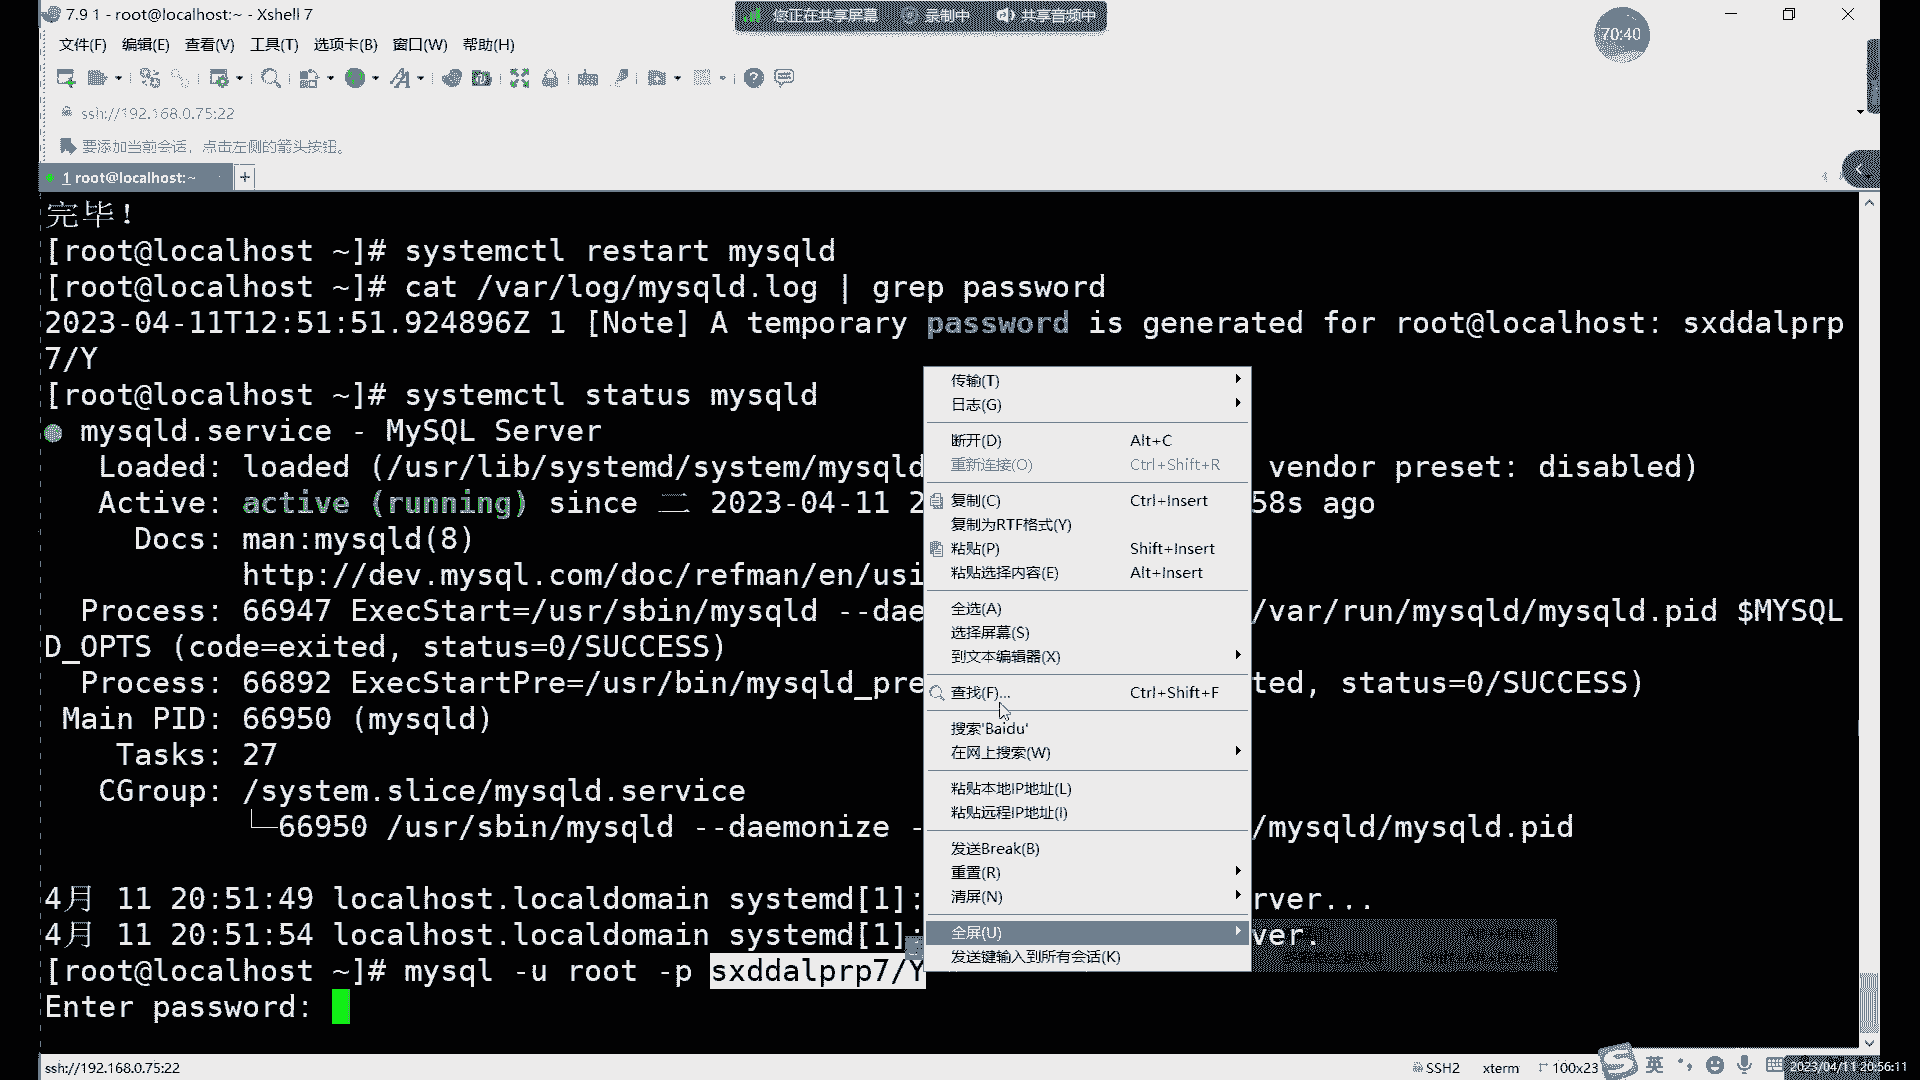 7.9 1 - root@localhost:~ - Xshell 7
您正在共享屏幕 录制中 共享音频中
70:40
文件(F) 编辑(E) 查看(V) 工具(T) 选项卡(B) 窗口(W) 帮助(H)
ssh://192.168.0.75:22
要添加当前会话，点击左侧的箭头按钮。
1 root@localhost:~ +
完毕！
[root@localhost ~]# systemctl restart mysqld
[root@localhost ~]# cat /var/log/mysqld.log | grep password
2023-04-11T12:51:51.924896Z 1 [Note] A temporary password is generated for root@localhost: sxddalprp
7/Y
[root@localhost ~]# systemctl status mysqld
● mysqld.service - MySQL Server
Loaded: loaded (/usr/lib/systemd/system/mysqld vendor preset: disabled)
Active: active (running) since 二 2023-04-11 2 58s ago
Docs: man:mysqld(8)
http://dev.mysql.com/doc/refman/en/usi
Process: 66947 ExecStart=/usr/sbin/mysqld --dae /var/run/mysqld/mysqld.pid $MYSQL
D_OPTS (code=exited, status=0/SUCCESS)
Process: 66892 ExecStartPre=/usr/bin/mysqld_pre ted, status=0/SUCCESS)
Main PID: 66950 (mysqld)
Tasks: 27
CGroup: /system.slice/mysqld.service
└─66950 /usr/sbin/mysqld --daemonize - /mysqld/mysqld.pid
4月 11 20:51:49 localhost.localdomain systemd[1]: rver...
4月 11 20:51:54 localhost.localdomain systemd[1]: ver.
[root@localhost ~]# mysql -u root -p sxddalprp7/Y
Enter password:
传输(T)
日志(G)
断开(D) Alt+C
重新连接(O) Ctrl+Shift+R
复制(C) Ctrl+Insert
复制为RTF格式(Y)
粘贴(P) Shift+Insert
粘贴选择内容(E) Alt+Insert
全选(A)
选择屏幕(S)
到文本编辑器(X)
查找(F)... Ctrl+Shift+F
搜索'Baidu'
在网上搜索(W)
粘贴本地IP地址(L)
粘贴远程IP地址(I)
发送Break(B)
重置(R)
清屏(N)
全屏(U)
发送键输入到所有会话(K)
ssh://192.168.0.75:22 SSH2 xterm 100x23 英 2023/04/11 20:56:11